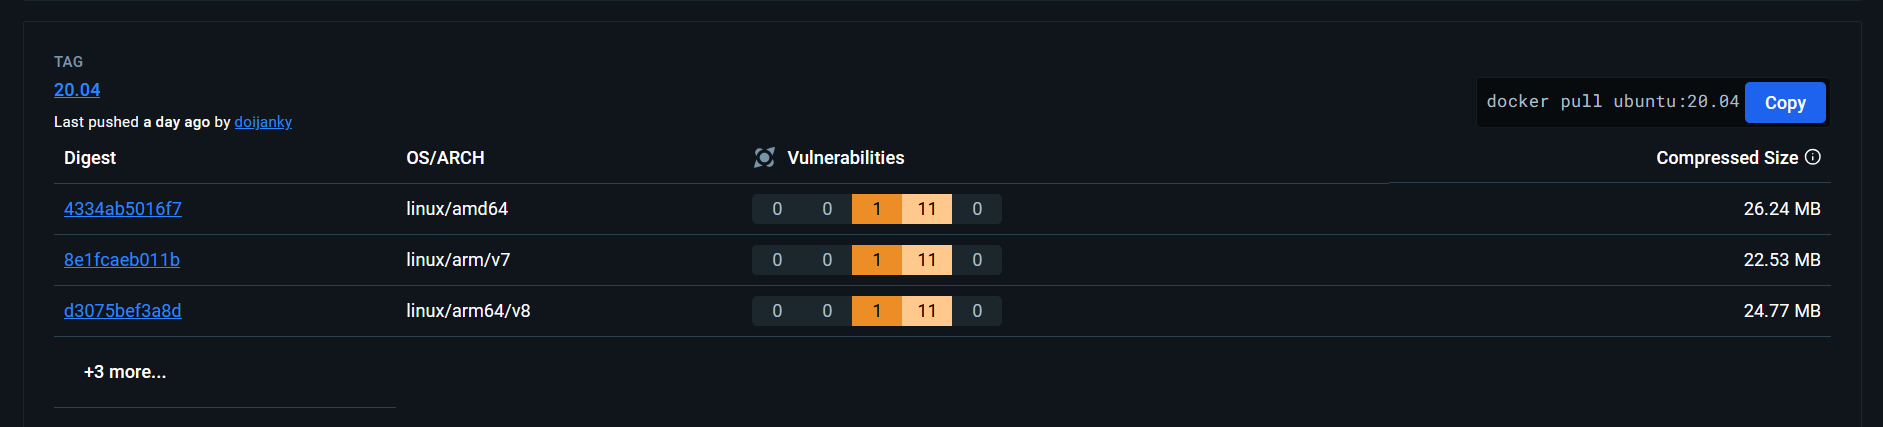 TAG
20.04
Last pushed a day ago by doijanky
docker pull ubuntu:20.04 Copy
Digest OS/ARCH Vulnerabilities Compressed Size
4334ab5016f7 linux/amd64 0 0 1 11 0 26.24 MB
8e1fcaeb011b linux/arm/v7 0 0 1 11 0 22.53 MB
d3075bef3a8d linux/arm64/v8 0 0 1 11 0 24.77 MB
+3 more...